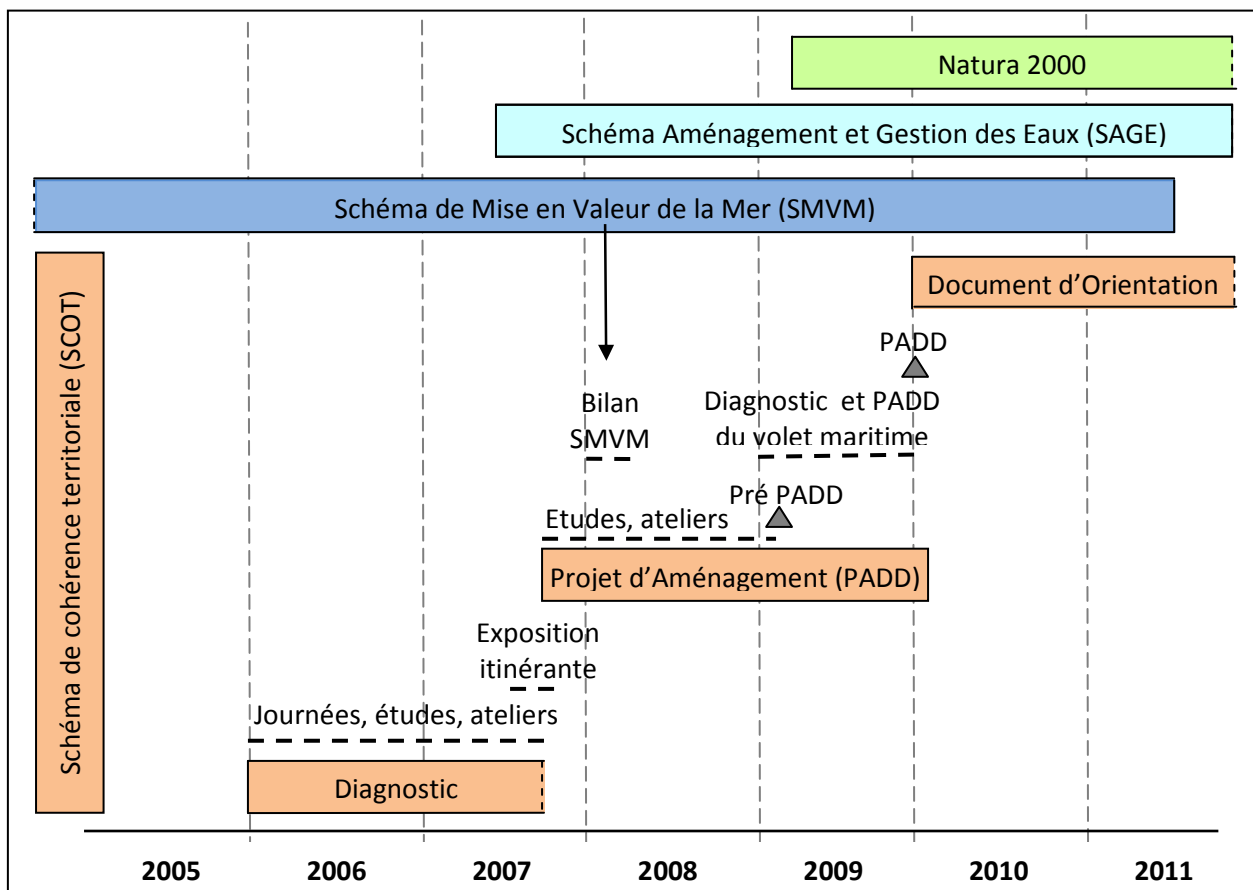 Natura 2000
Schéma Aménagement et Gestion des Eaux (SAGE)
Schéma de Mise en Valeur de la Mer (SMVM)
Schéma de cohérence territoriale (SCOT)
Document d’Orientation
PADD
Bilan
SMVM
Diagnostic et PADD
du volet maritime
Pré PADD
Etudes, ateliers
Projet d’Aménagement (PADD)
Exposition
itinérante
Journées, études, ateliers
Diagnostic
2005 2006 2007 2008 2009 2010 2011